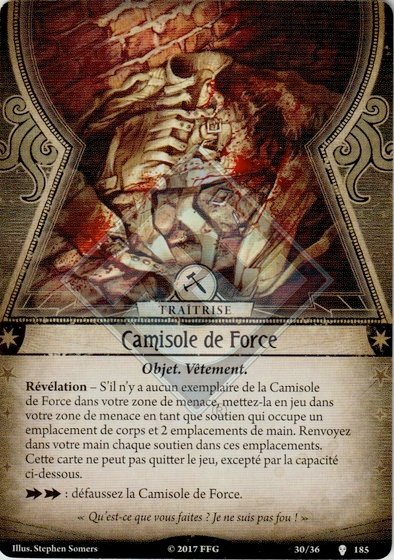 TRAÎTRISE
Camisole de Force
Objet. Vêtement.
Révélation – S'il n'y a aucun exemplaire de la Camisole
de Force dans votre zone de menace, mettez-la en jeu dans
votre zone de menace en tant que soutien qui occupe un
emplacement de corps et 2 emplacements de main. Renvoyez
dans votre main chaque soutien dans ces emplacements.
Cette carte ne peut pas quitter le jeu, excepté par la capacité
ci-dessous.
: défaussez la Camisole de Force.
« Qu'est-ce que vous faites ? Je ne suis pas fou ! »
Illus. Stephen Somers © 2017 FFG 30/36 185